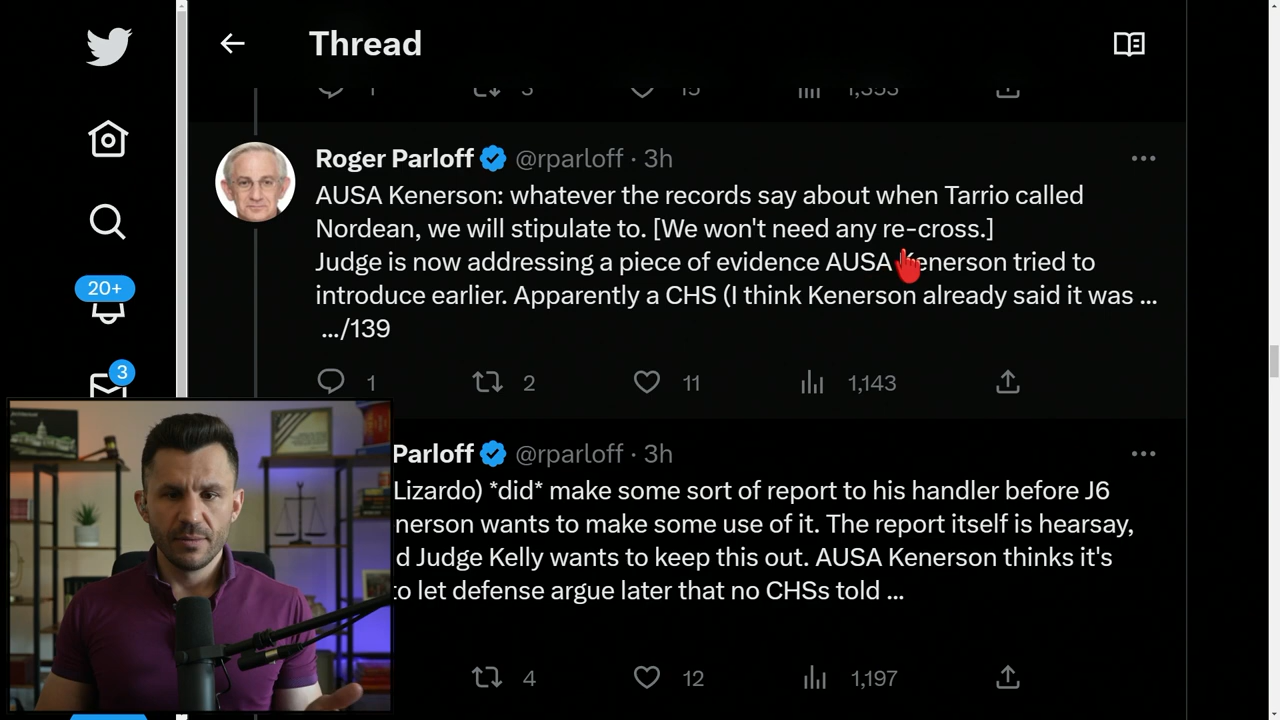 Thread
1 3 15 1,353
Roger Parloff @rparloff · 3h
AUSA Kenerson: whatever the records say about when Tarrio called
Nordean, we will stipulate to. [We won't need any re-cross.]
Judge is now addressing a piece of evidence AUSA Kenerson tried to
introduce earlier. Apparently a CHS (I think Kenerson already said it was ...
.../139
20+
3
1 2 11 1,143
Parloff @rparloff · 3h
Lizardo) *did* make some sort of report to his handler before J6
nerson wants to make some use of it. The report itself is hearsay,
d Judge Kelly wants to keep this out. AUSA Kenerson thinks it's
to let defense argue later that no CHSs told ...
4 12 1,197